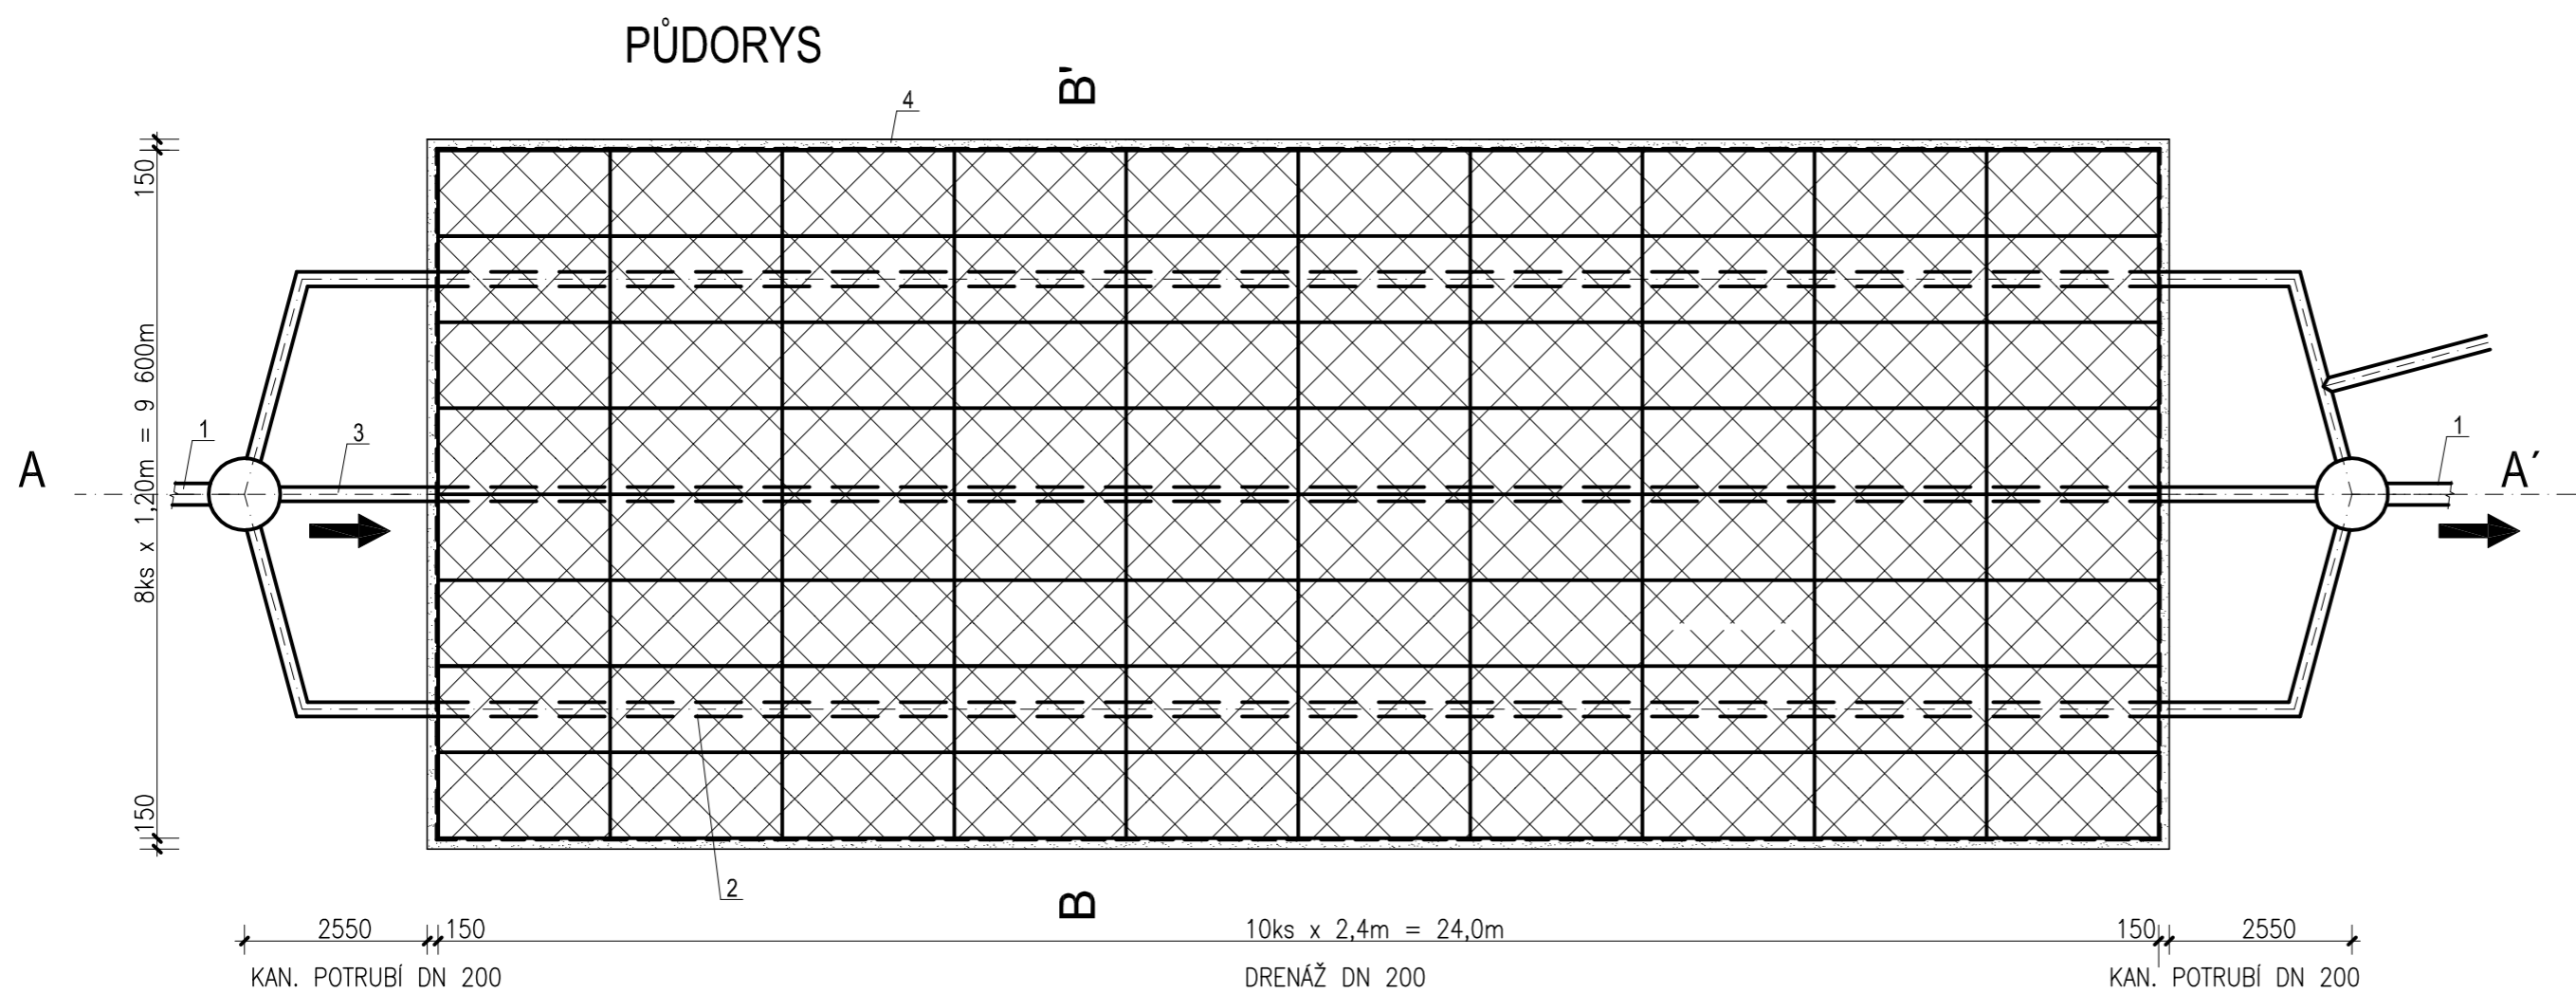 PŮDORYS
B'
4
150
8ks x 1,20m = 9 600m
150
A
1
3
1
A´
2
B
2550
150
10ks x 2,4m = 24,0m
150
2550
KAN. POTRUBÍ DN 200
DRENÁŽ DN 200
KAN. POTRUBÍ DN 200